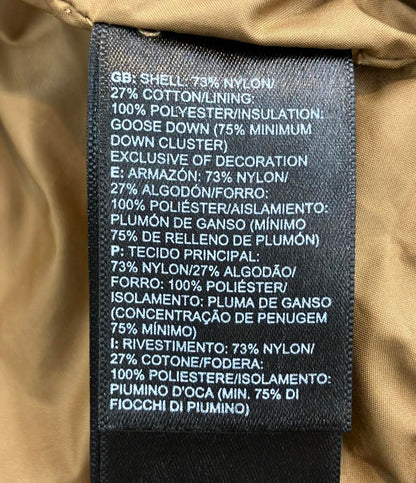 GB: SHELL: 73% NYLON/
27% COTTON/LINING:
100% POLYESTER/INSULATION:
GOOSE DOWN (75% MINIMUM
DOWN CLUSTER)
EXCLUSIVE OF DECORATION
E: ARMAZÓN: 73% NYLON/
27% ALGODÓN/FORRO:
100% POLIÉSTER/AISLAMIENTO:
PLUMÓN DE GANSO (MÍNIMO
75% DE RELLENO DE PLUMÓN)
P: TECIDO PRINCIPAL:
73% NYLON/27% ALGODÃO/
FORRO: 100% POLIÉSTER/
ISOLAMENTO: PLUMA DE GANSO
(CONCENTRAÇÃO DE PENUGEM
75% MÍNIMO)
I: RIVESTIMENTO: 73% NYLON/
27% COTONE/FODERA:
100% POLIESTERE/ISOLAMENTO:
PIUMINO D'OCA (MIN. 75% DI
FIOCCHI DI PIUMINO)